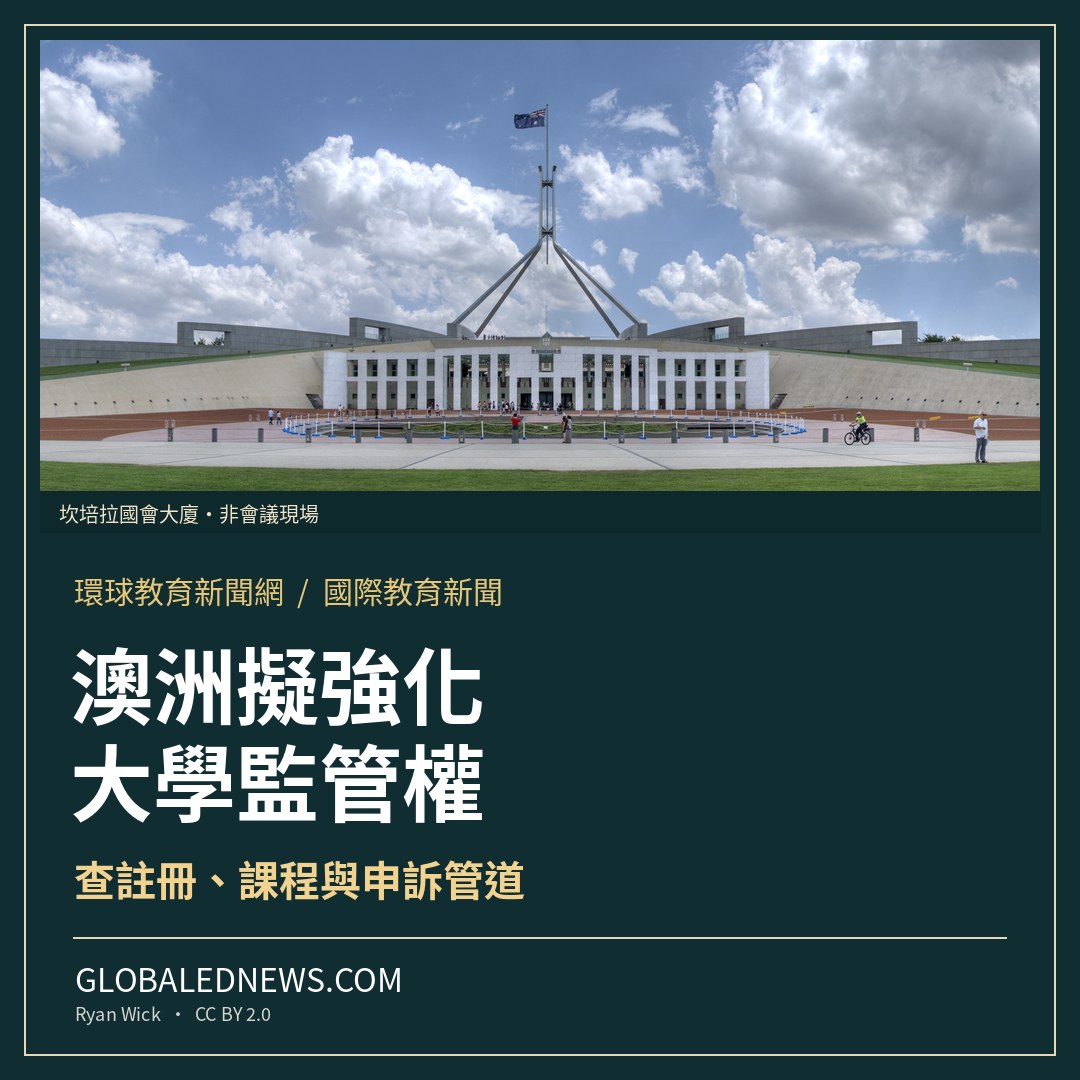 坎培拉國會大廈・非會議現場
環球教育新聞網 / 國際教育新聞
澳洲擬強化
大學監管權
查註冊、課程與申訴管道
GLOBALEDNEWS.COM
Ryan Wick ・ CC BY 2.0